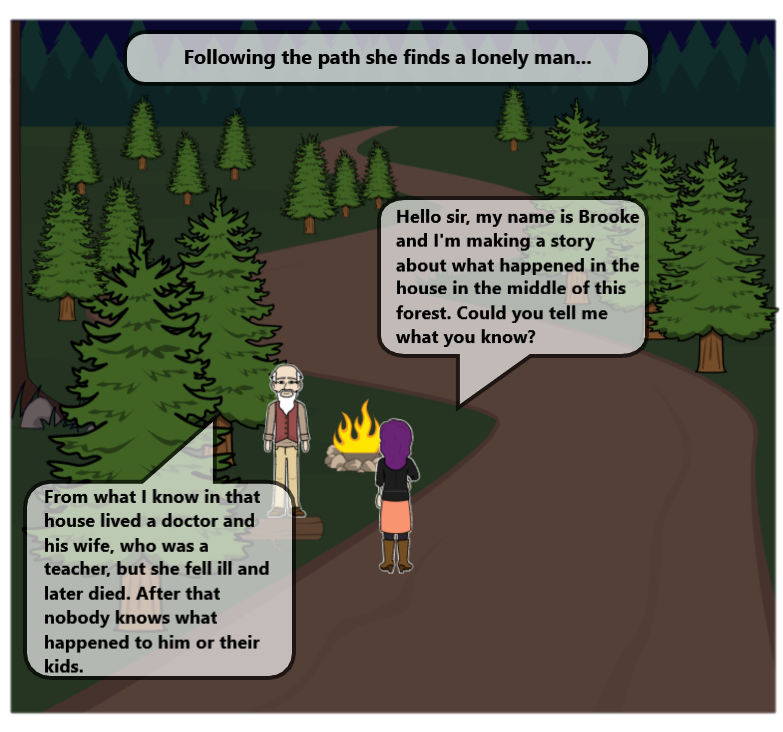 Following the path she finds a lonely man...
Hello sir, my name is Brooke
and I'm making a story
about what happened in the
house in the middle of this
forest. Could you tell me
what you know?
From what I know in that
house lived a doctor and
his wife, who was a
teacher, but she fell ill and
later died. After that
nobody knows what
happened to him or their
kids.